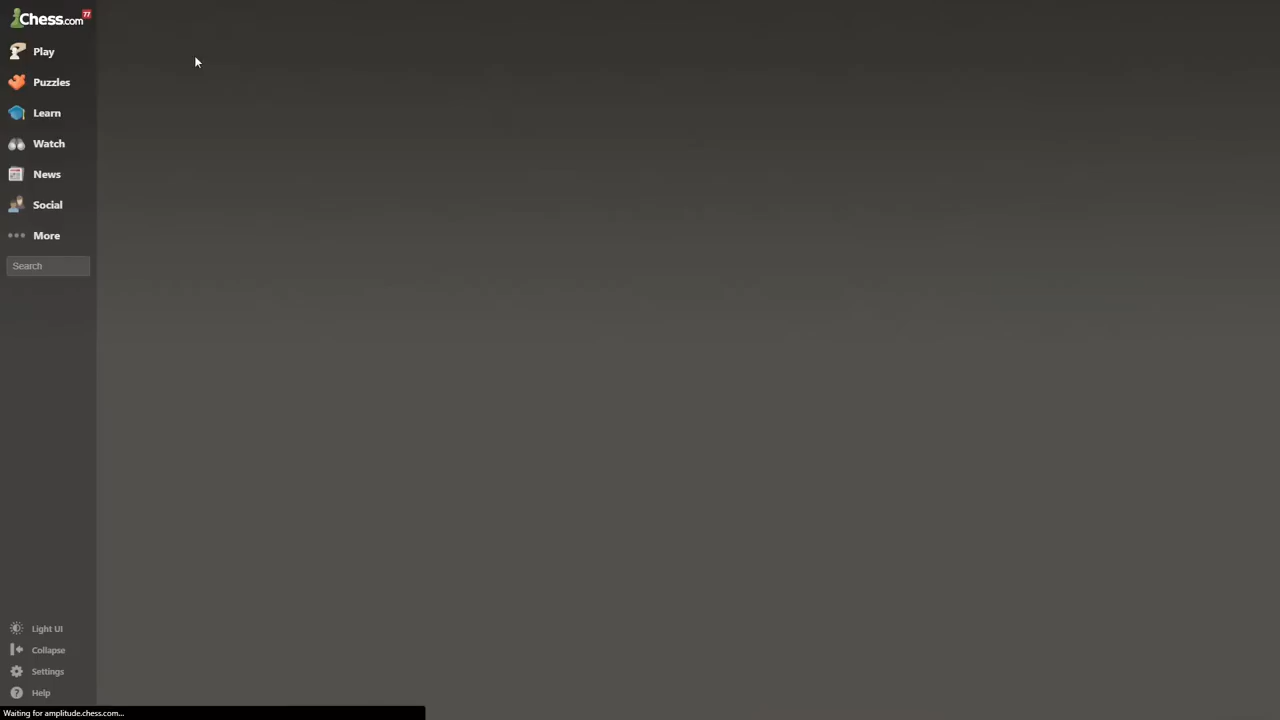 Chess.com 77
Play
Puzzles
Learn
Watch
News
Social
More
Search
Light UI
Collapse
Settings
Help
Waiting for amplitude.chess.com...